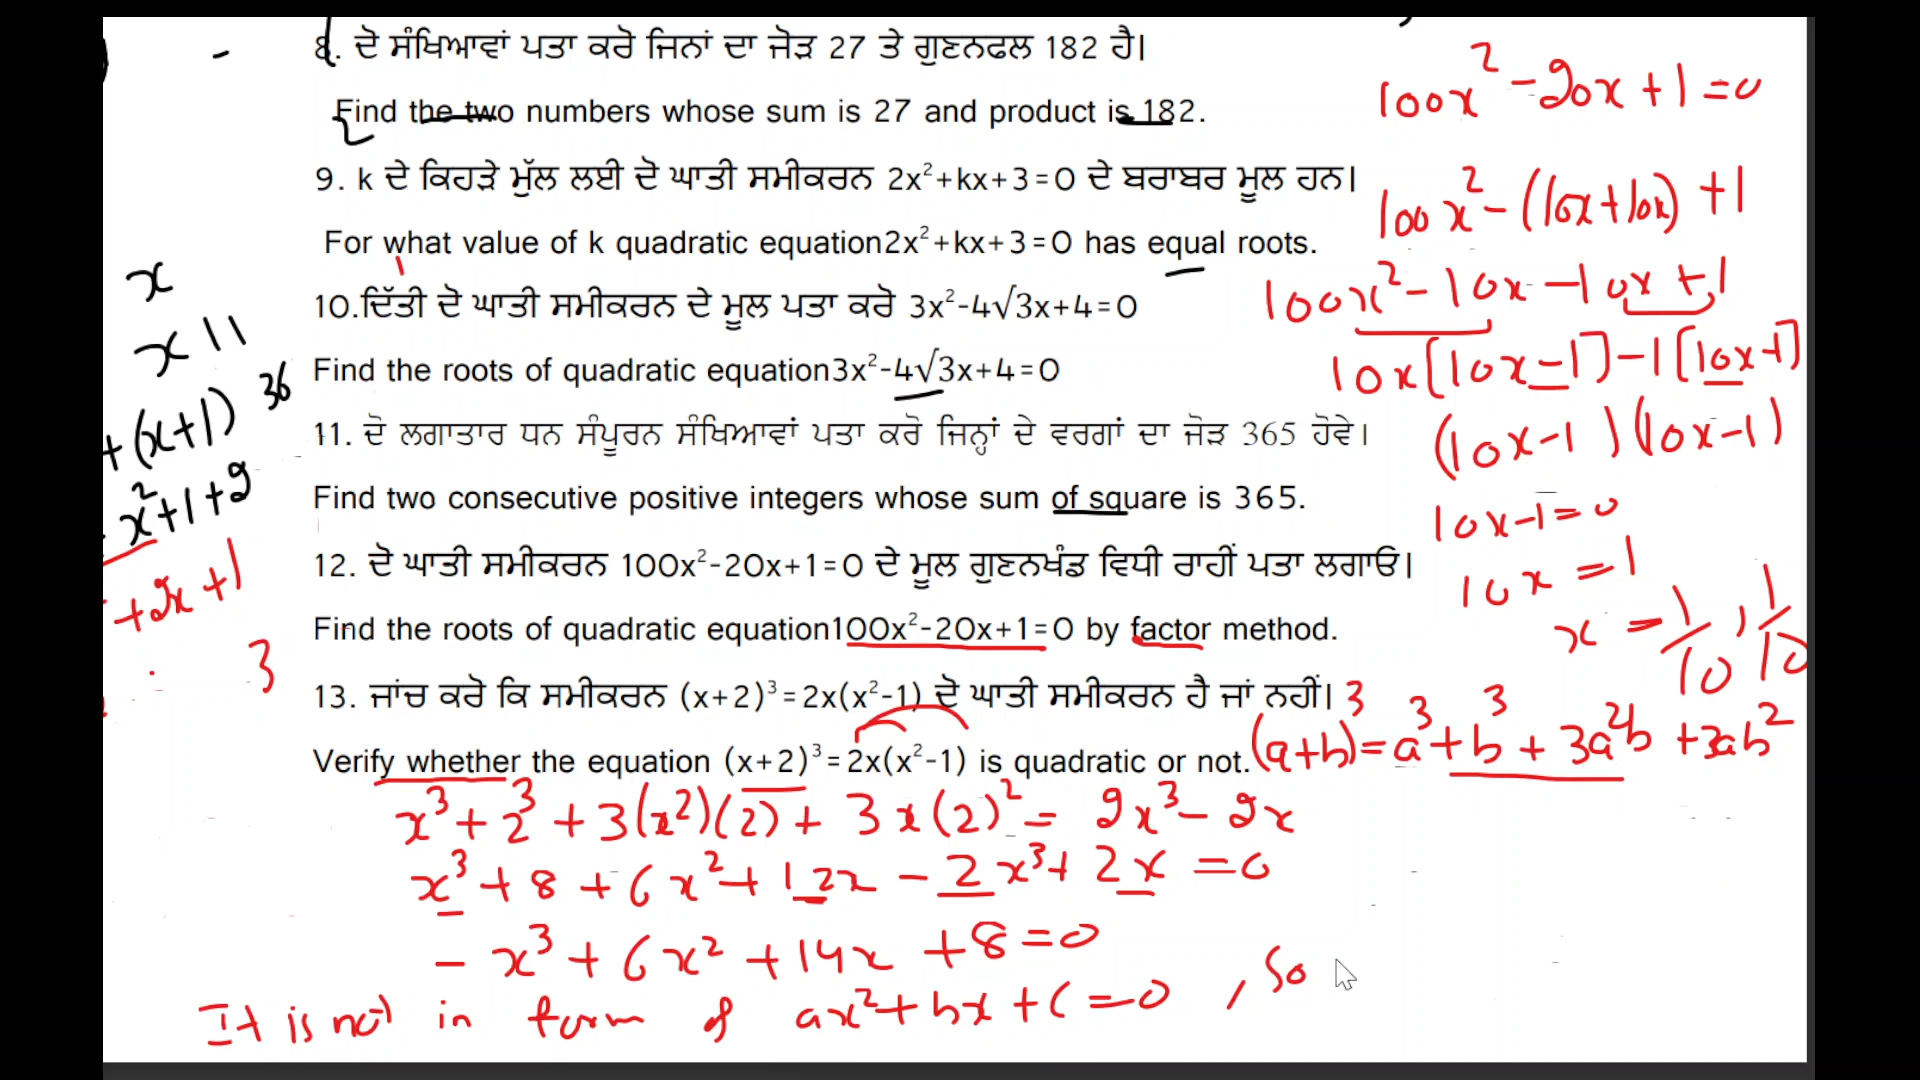 8. ਦੋ ਸੰਖਿਆਵਾਂ ਪਤਾ ਕਰੋ ਜਿਨਾਂ ਦਾ ਜੋੜ 27 ਤੇ ਗੁਣਨਫਲ 182 ਹੈ।
Find the two numbers whose sum is 27 and product is 182.
9. k ਦੇ ਕਿਹੜੇ ਮੁੱਲ ਲਈ ਦੋ ਘਾਤੀ ਸਮੀਕਰਨ 2x²+kx+3=0 ਦੇ ਬਰਾਬਰ ਮੂਲ ਹਨ।
For what value of k quadratic equation2x²+kx+3=0 has equal roots.
10.ਦਿੱਤੀ ਦੋ ਘਾਤੀ ਸਮੀਕਰਨ ਦੇ ਮੂਲ ਪਤਾ ਕਰੋ 3x²-4√3x+4=0
Find the roots of quadratic equation3x²-4√3x+4=0
11. ਦੋ ਲਗਾਤਾਰ ਧਨ ਸੰਪੂਰਨ ਸੰਖਿਆਵਾਂ ਪਤਾ ਕਰੋ ਜਿਨ੍ਹਾਂ ਦੇ ਵਰਗਾਂ ਦਾ ਜੋੜ 365 ਹੋਵੇ।
Find two consecutive positive integers whose sum of square is 365.
12. ਦੋ ਘਾਤੀ ਸਮੀਕਰਨ 100x²-20x+1=0 ਦੇ ਮੂਲ ਗੁਣਨਖੰਡ ਵਿਧੀ ਰਾਹੀਂ ਪਤਾ ਲਗਾਓ।
Find the roots of quadratic equation100x²-20x+1=0 by factor method.
13. ਜਾਂਚ ਕਰੋ ਕਿ ਸਮੀਕਰਨ (x+2)³=2x(x²-1) ਦੋ ਘਾਤੀ ਸਮੀਕਰਨ ਹੈ ਜਾਂ ਨਹੀਂ।
Verify whether the equation (x+2)³=2x(x²-1) is quadratic or not.
(a+b)³=a³+b³+3a²b+3ab²
x³+2³+3(x²)(2)+3x(2)²=2x³-2x
x³+8+6x²+12x-2x³+2x=0
-x³+6x²+14x+8=0
It is not in form of ax²+bx+c=0, So
100x²-20x+1=0
100x²-(10x+10x)+1
100x²-10x-10x+1
10x[10x-1]-1[10x-1]
(10x-1)(10x-1)
10x-1=0
10x=1
x=1/10, 1/10
x
x 11
+(x+1) 36
x²+1+2
+2x+1
3